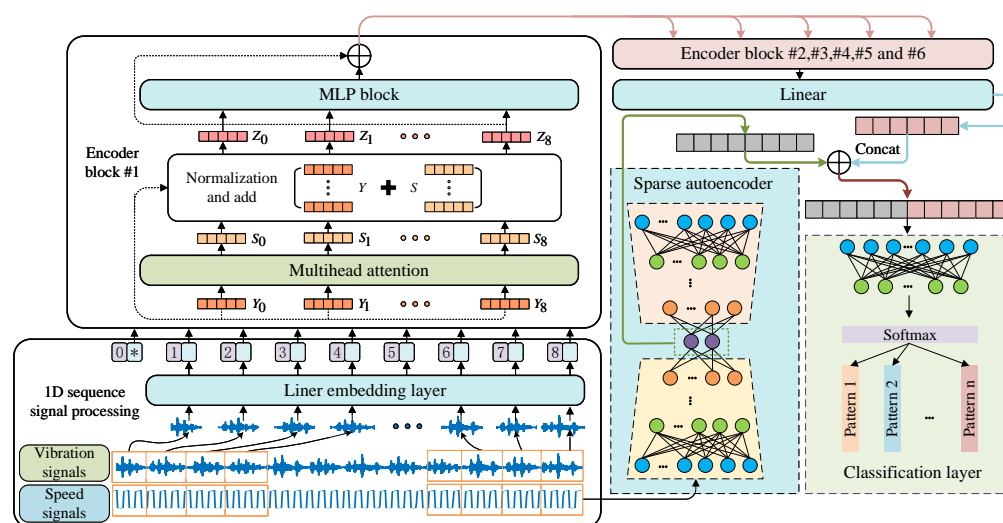 Encoder block #2,#3,#4,#5 and #6
Linear
Concat
MLP block
Z0 Z1 Z8
Encoder
block #1
Normalization
and add
Y S
S0 S1 S8
Multihead attention
Y0 Y1 Y8
0 * 1 2 3 4 5 6 7 8
1D sequence
signal processing
Liner embedding layer
Vibration
signals
Speed
signals
Sparse autoencoder
Softmax
Pattern 1
Pattern 2
Pattern n
Classification layer